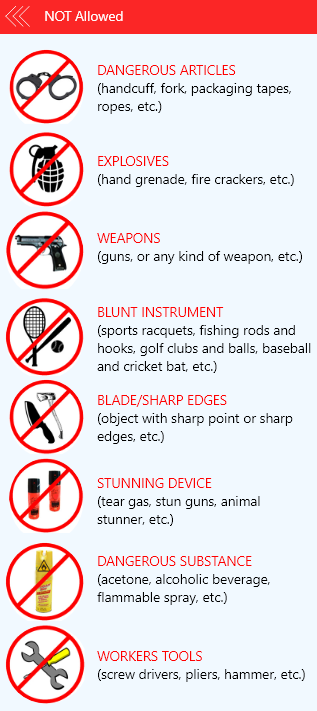 NOT Allowed
DANGEROUS ARTICLES
(handcuff, fork, packaging tapes,
ropes, etc.)
EXPLOSIVES
(hand grenade, fire crackers, etc.)
WEAPONS
(guns, or any kind of weapon, etc.)
BLUNT INSTRUMENT
(sports racquets, fishing rods and
hooks, golf clubs and balls, baseball
and cricket bat, etc.)
BLADE/SHARP EDGES
(object with sharp point or sharp
edges, etc.)
STUNNING DEVICE
(tear gas, stun guns, animal
stunner, etc.)
DANGEROUS SUBSTANCE
(acetone, alcoholic beverage,
flammable spray, etc.)
WORKERS TOOLS
(screw drivers, pliers, hammer, etc.)